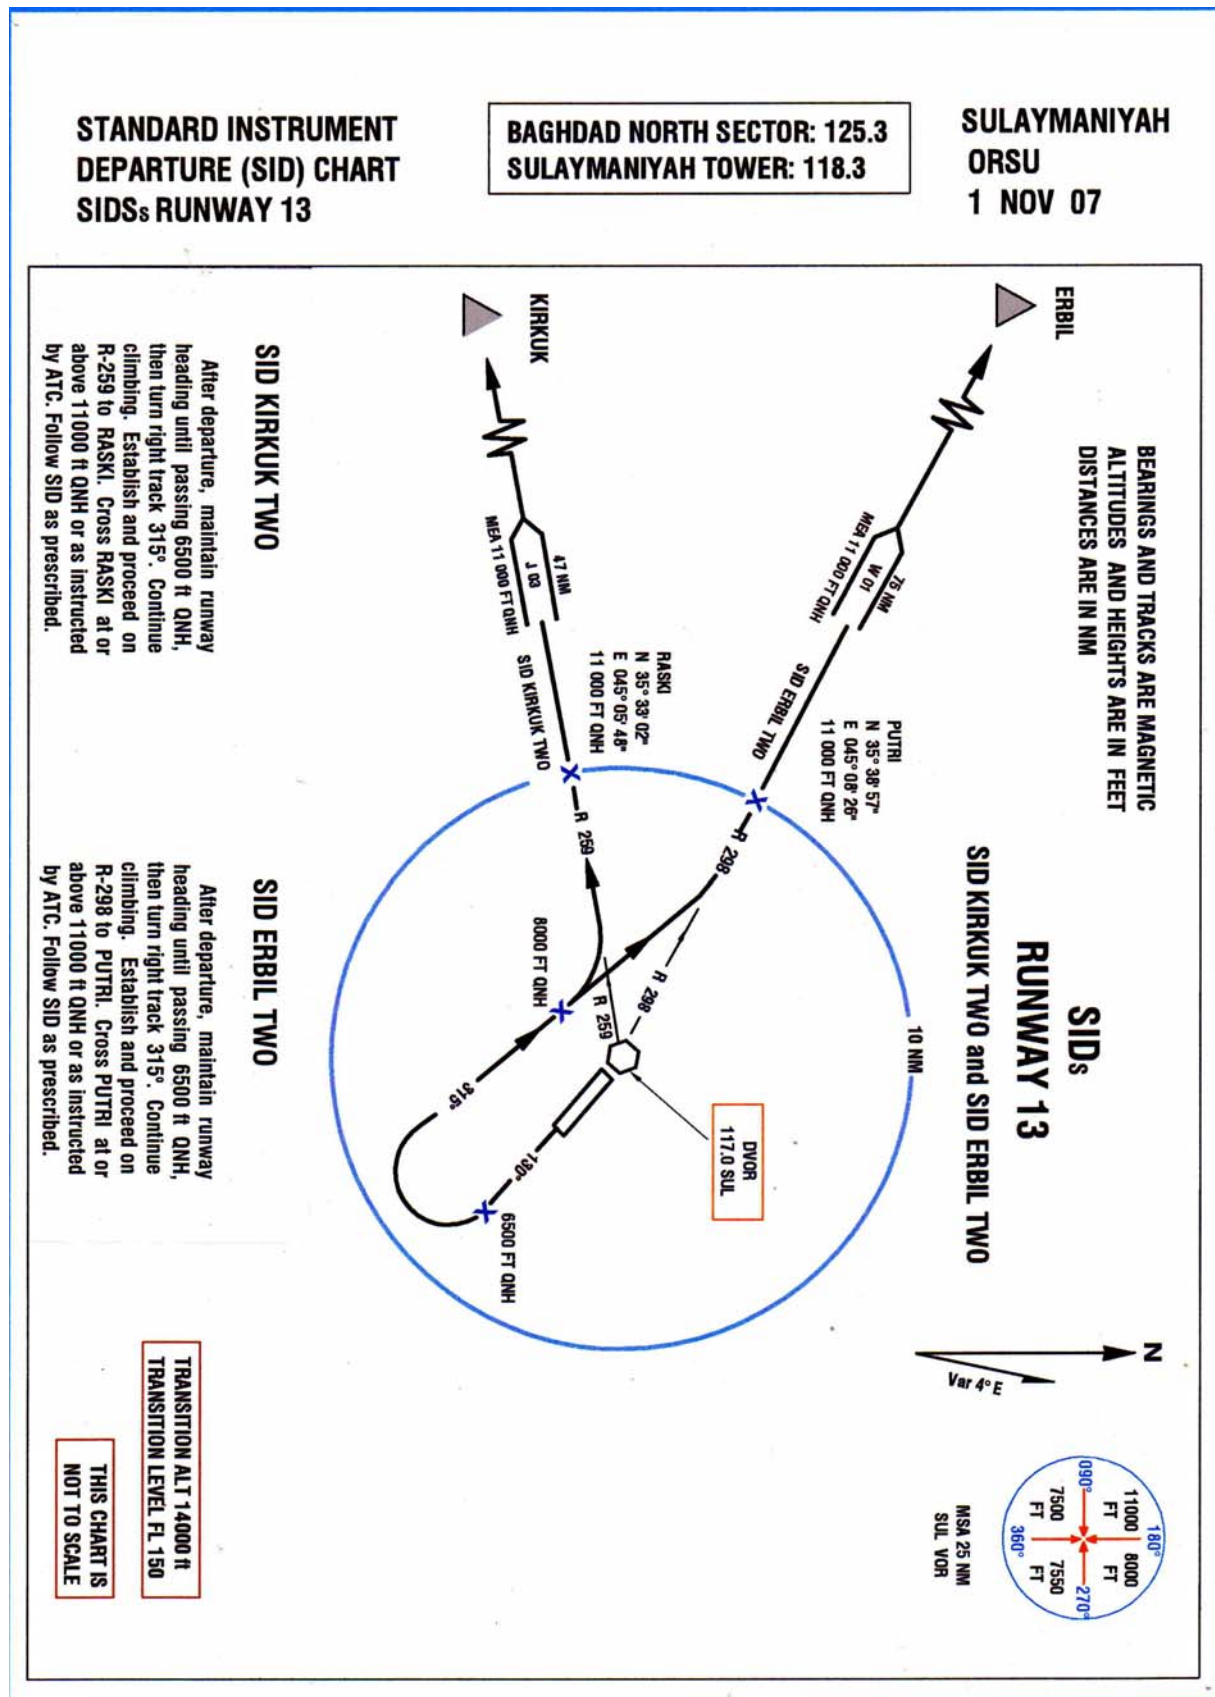 STANDARD INSTRUMENT
DEPARTURE (SID) CHART
SIDSs RUNWAY 13
BAGHDAD NORTH SECTOR: 125.3
SULAYMANIYAH TOWER: 118.3
SULAYMANIYAH
ORSU
1 NOV 07
BEARINGS AND TRACKS ARE MAGNETIC
ALTITUDES AND HEIGHTS ARE IN FEET
DISTANCES ARE IN NM
SIDs
RUNWAY 13
SID KIRKUK TWO and SID ERBIL TWO
N
Var 4° E
180°
11000
FT
8000
FT
090°
270°
7500
FT
7550
FT
360°
MSA 25 NM
SUL VOR
ERBIL
75 NM
W 01
MEA 11 000 FT QNH
SID ERBIL TWO
PUTRI
N 35° 38' 57"
E 045° 08' 26"
11 000 FT QNH
R 298
R 298
10 NM
DVOR
117.0 SUL
KIRKUK
47 NM
J 03
MEA 11 000 FT QNH
SID KIRKUK TWO
RASKI
N 35° 33' 02"
E 045° 05' 48"
11 000 FT QNH
R 259
R 259
8000 FT QNH
315°
130°
6500 FT QNH
SID KIRKUK TWO
After departure, maintain runway
heading until passing 6500 ft QNH,
then turn right track 315°. Continue
climbing. Establish and proceed on
R-259 to RASKI. Cross RASKI at or
above 11000 ft QNH or as instructed
by ATC. Follow SID as prescribed.
SID ERBIL TWO
After departure, maintain runway
heading until passing 6500 ft QNH,
then turn right track 315°. Continue
climbing. Establish and proceed on
R-298 to PUTRI. Cross PUTRI at or
above 11000 ft QNH or as instructed
by ATC. Follow SID as prescribed.
TRANSITION ALT 14000 ft
TRANSITION LEVEL FL 150
THIS CHART IS
NOT TO SCALE